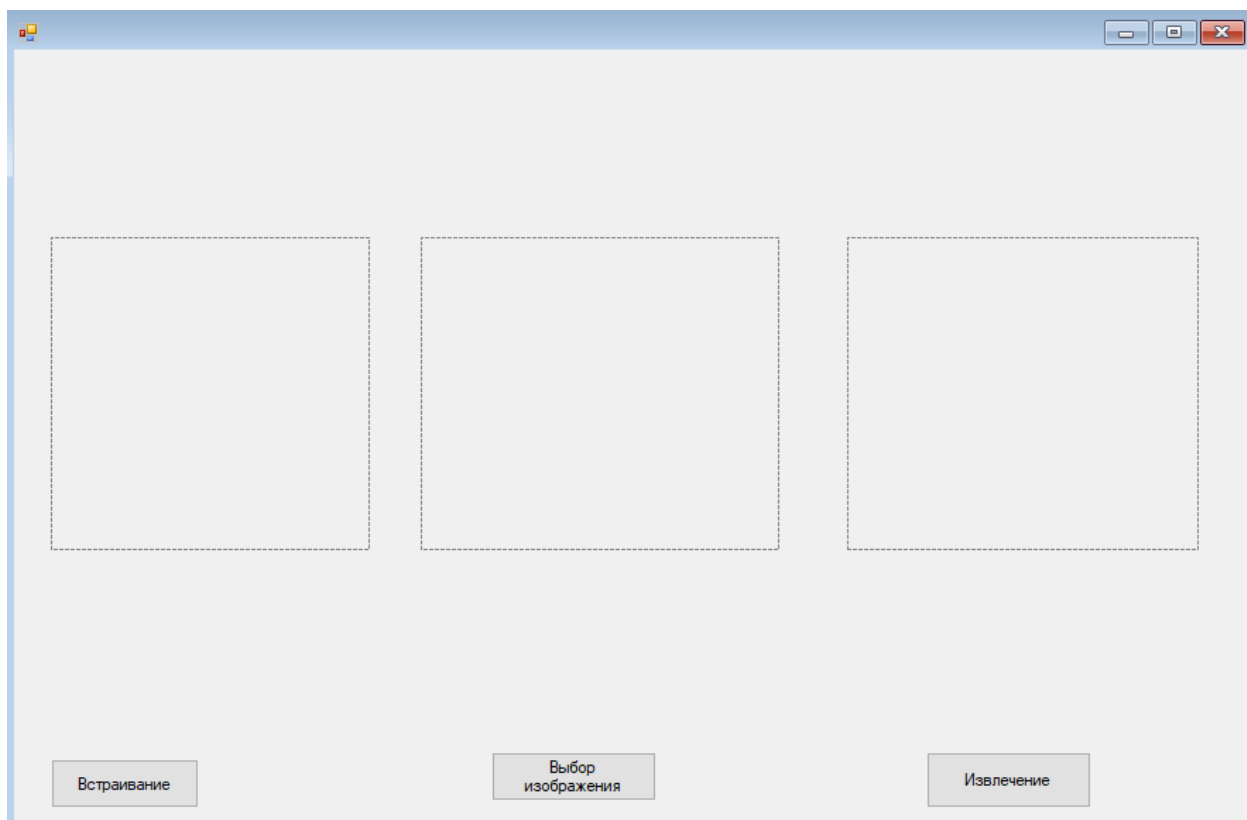 Встраивание
Выбор
изображения
Извлечение